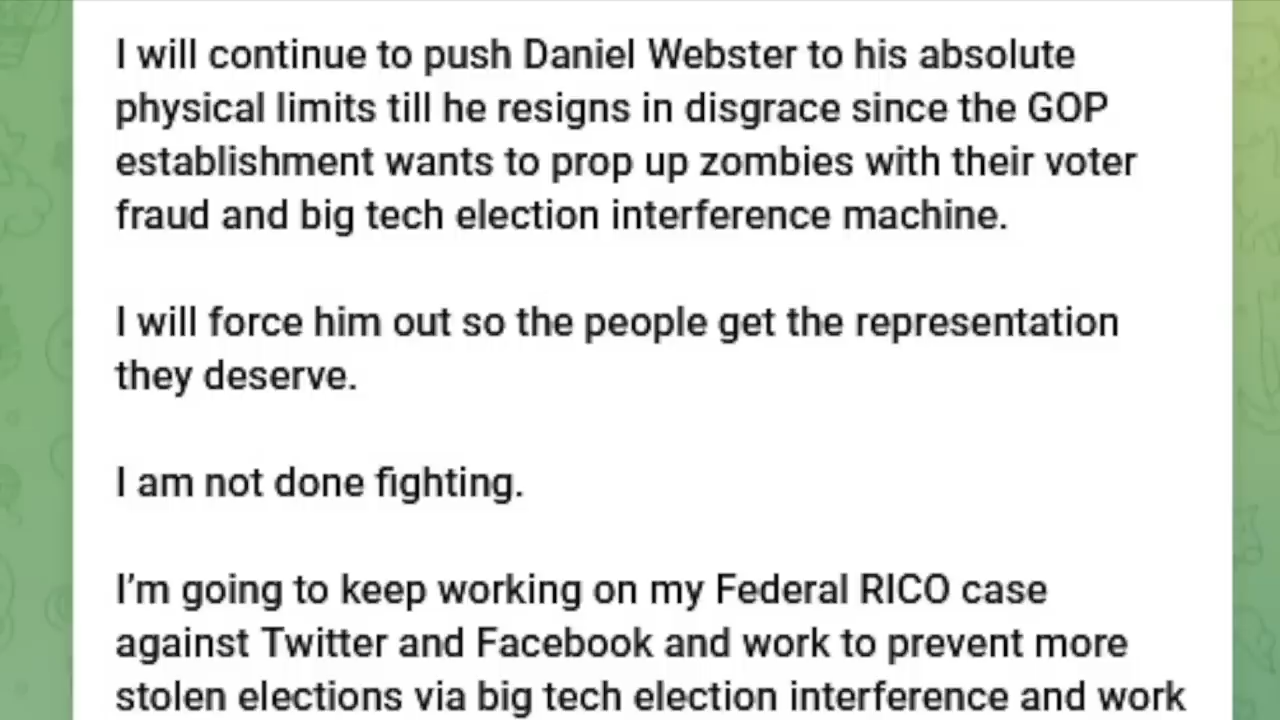 I will continue to push Daniel Webster to his absolute
physical limits till he resigns in disgrace since the GOP
establishment wants to prop up zombies with their voter
fraud and big tech election interference machine.
I will force him out so the people get the representation
they deserve.
I am not done fighting.
I’m going to keep working on my Federal RICO case
against Twitter and Facebook and work to prevent more
stolen elections via big tech election interference and work